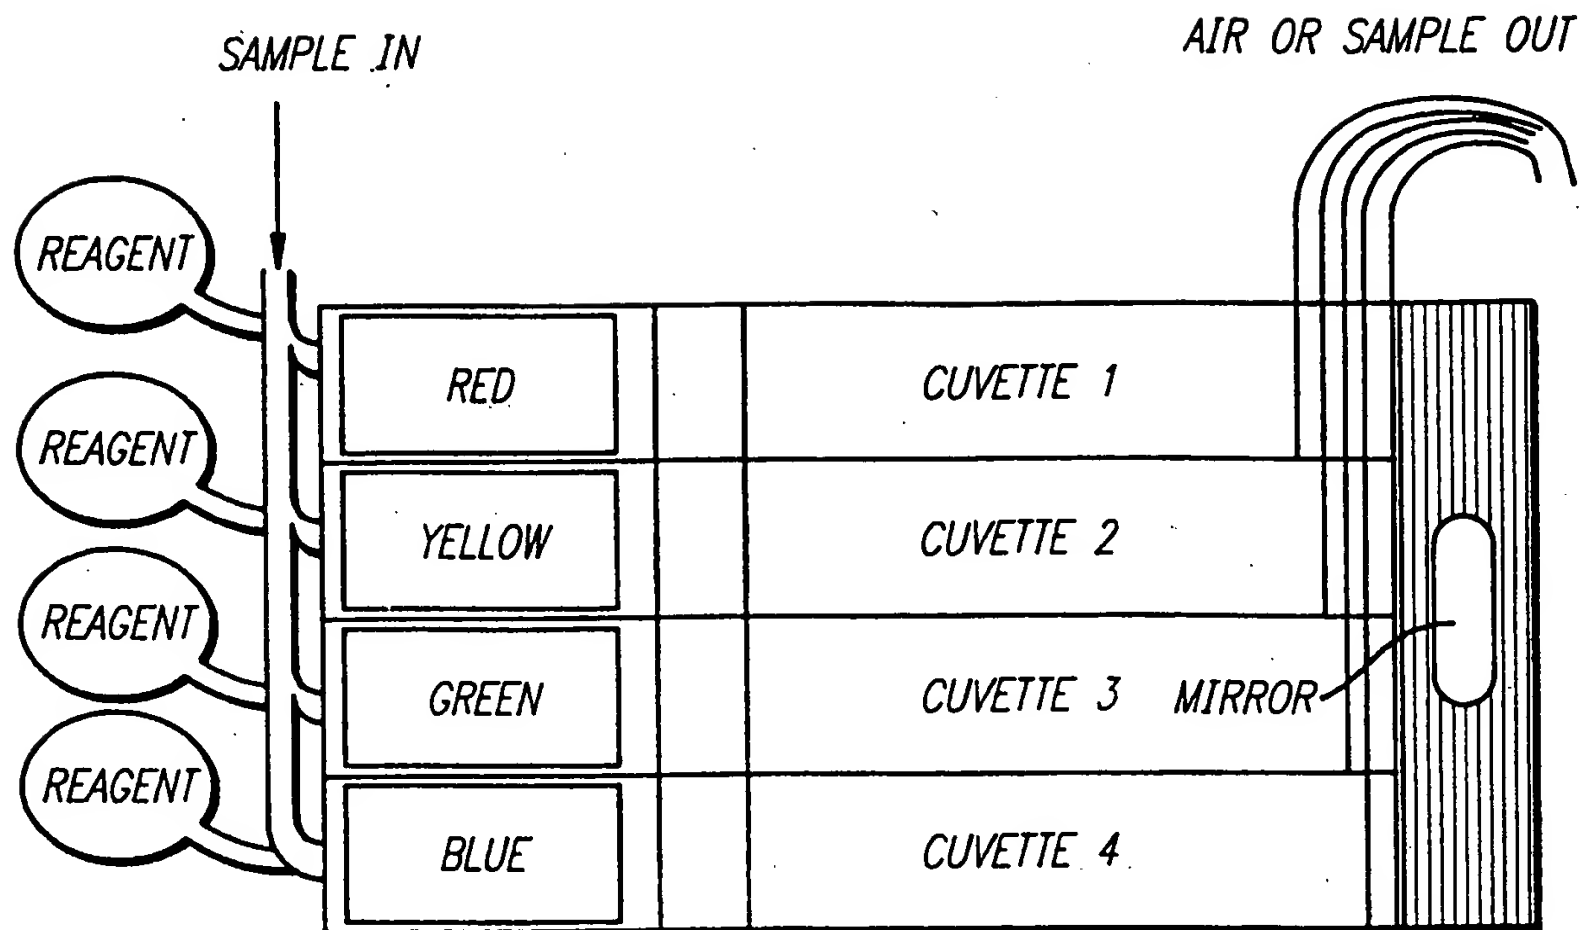 SAMPLE IN
AIR OR SAMPLE OUT
REAGENT
RED
CUVETTE 1
REAGENT
YELLOW
CUVETTE 2
REAGENT
GREEN
CUVETTE 3
MIRROR
REAGENT
BLUE
CUVETTE 4